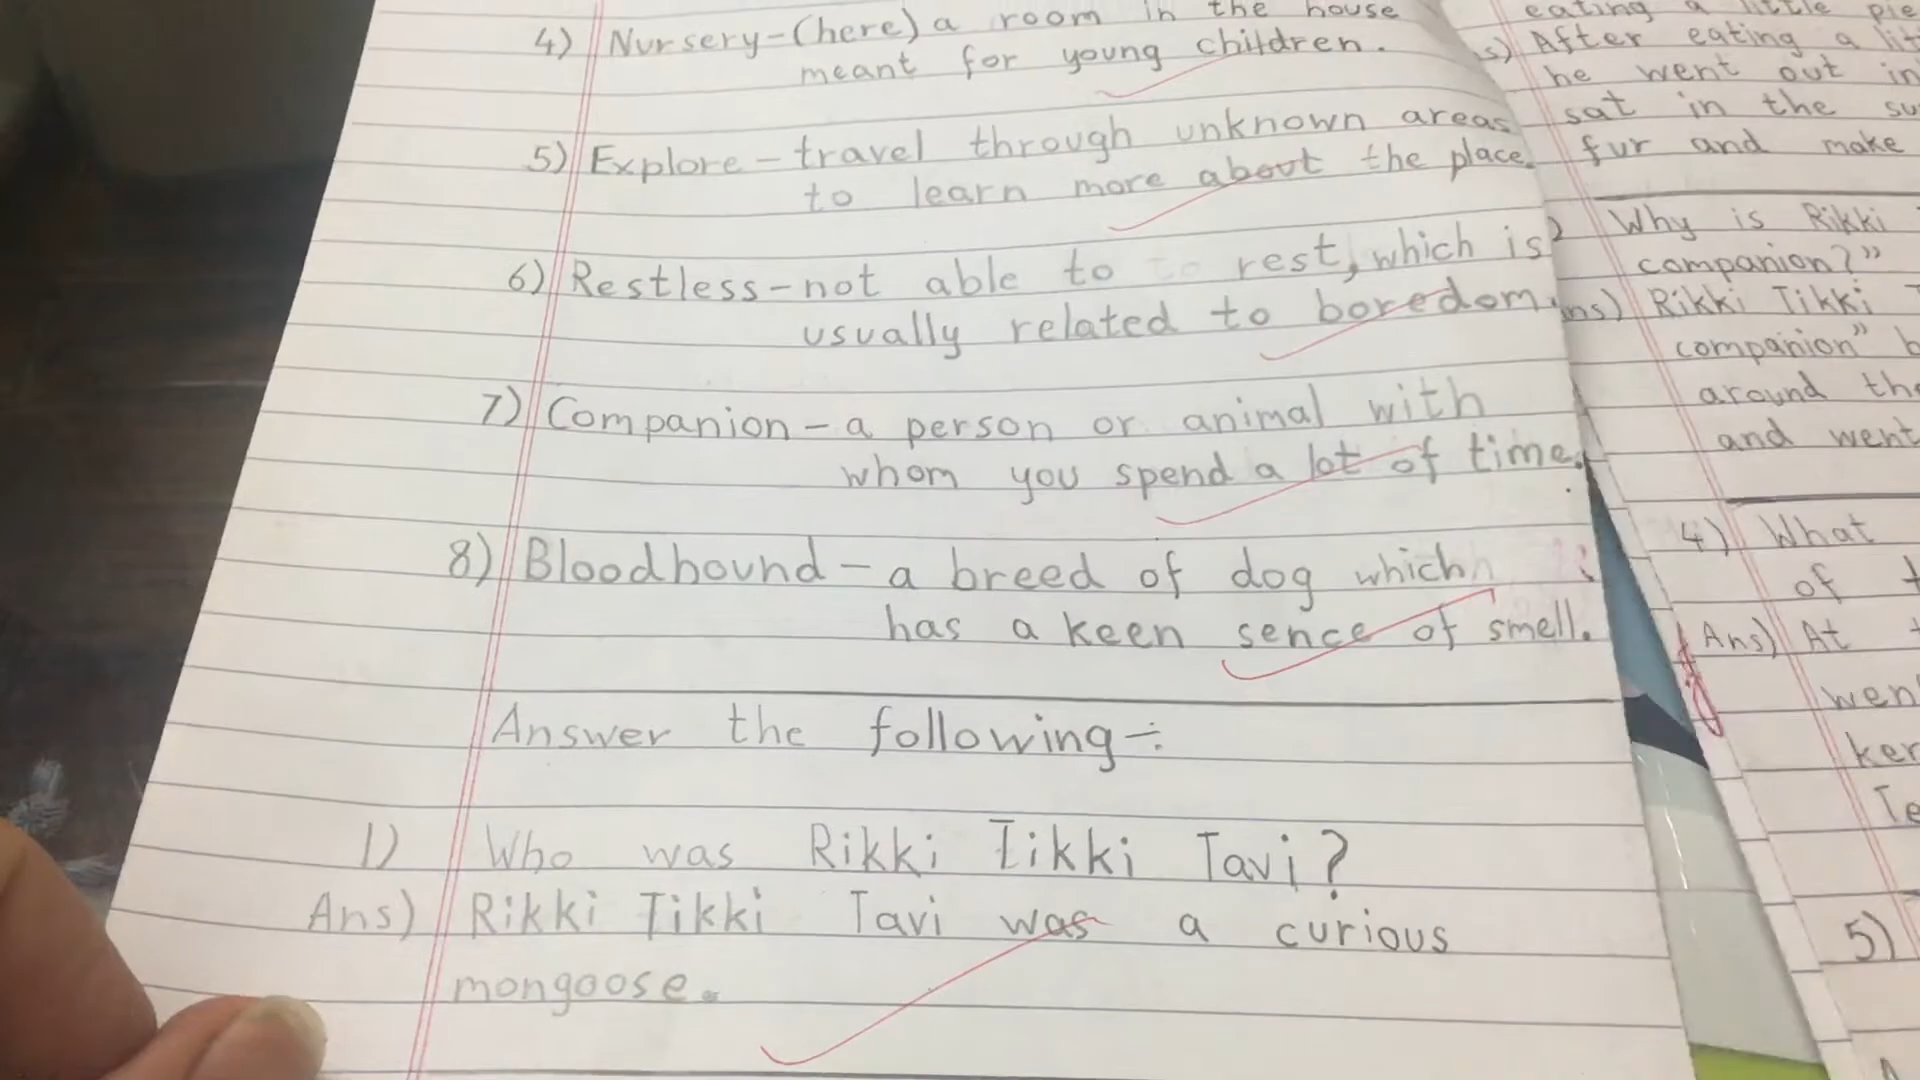 4) Nursery-(here) a room in the house
meant for young children.
5) Explore - travel through unknown areas
to learn more about the place.
6) Restless - not able to to rest, which is
usually related to boredom.
7) Companion - a person or animal with
whom you spend a lot of time.
8) Bloodhound - a breed of dog which
has a keen sence of smell.
Answer the following ÷
1) Who was Rikki Tikki Tavi?
Ans) Rikki Tikki Tavi was a curious
mongoose.
eating a little
s) After eating a
he went out
sat in the
fur and make
Why is Rikki
companion?"
ns) Rikki Tikki
companion"
around
and went
4) What
of
Ans) At
5)